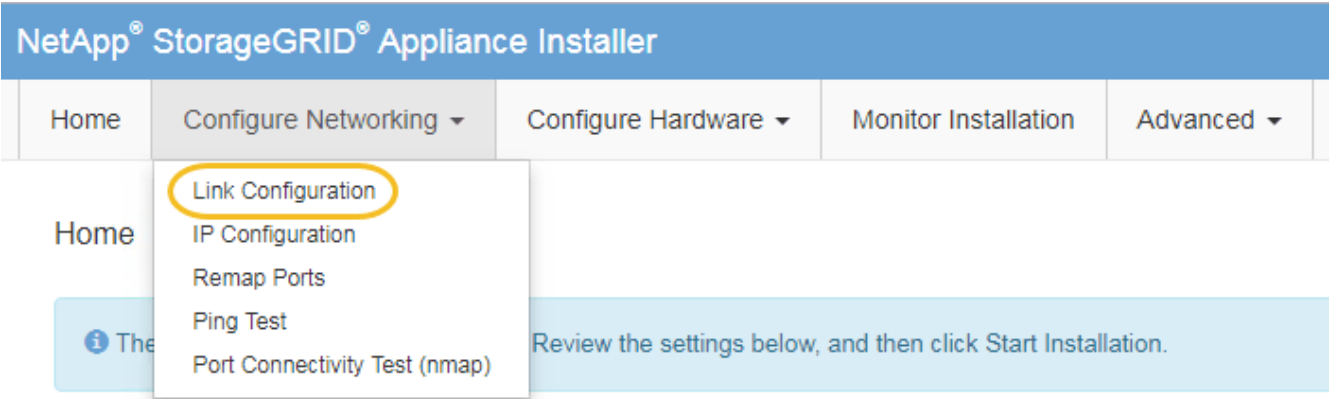 NetApp® StorageGRID® Appliance Installer
Home Configure Networking Configure Hardware Monitor Installation Advanced
Link Configuration
Home IP Configuration
Remap Ports
Ping Test
The Review the settings below, and then click Start Installation.
Port Connectivity Test (nmap)